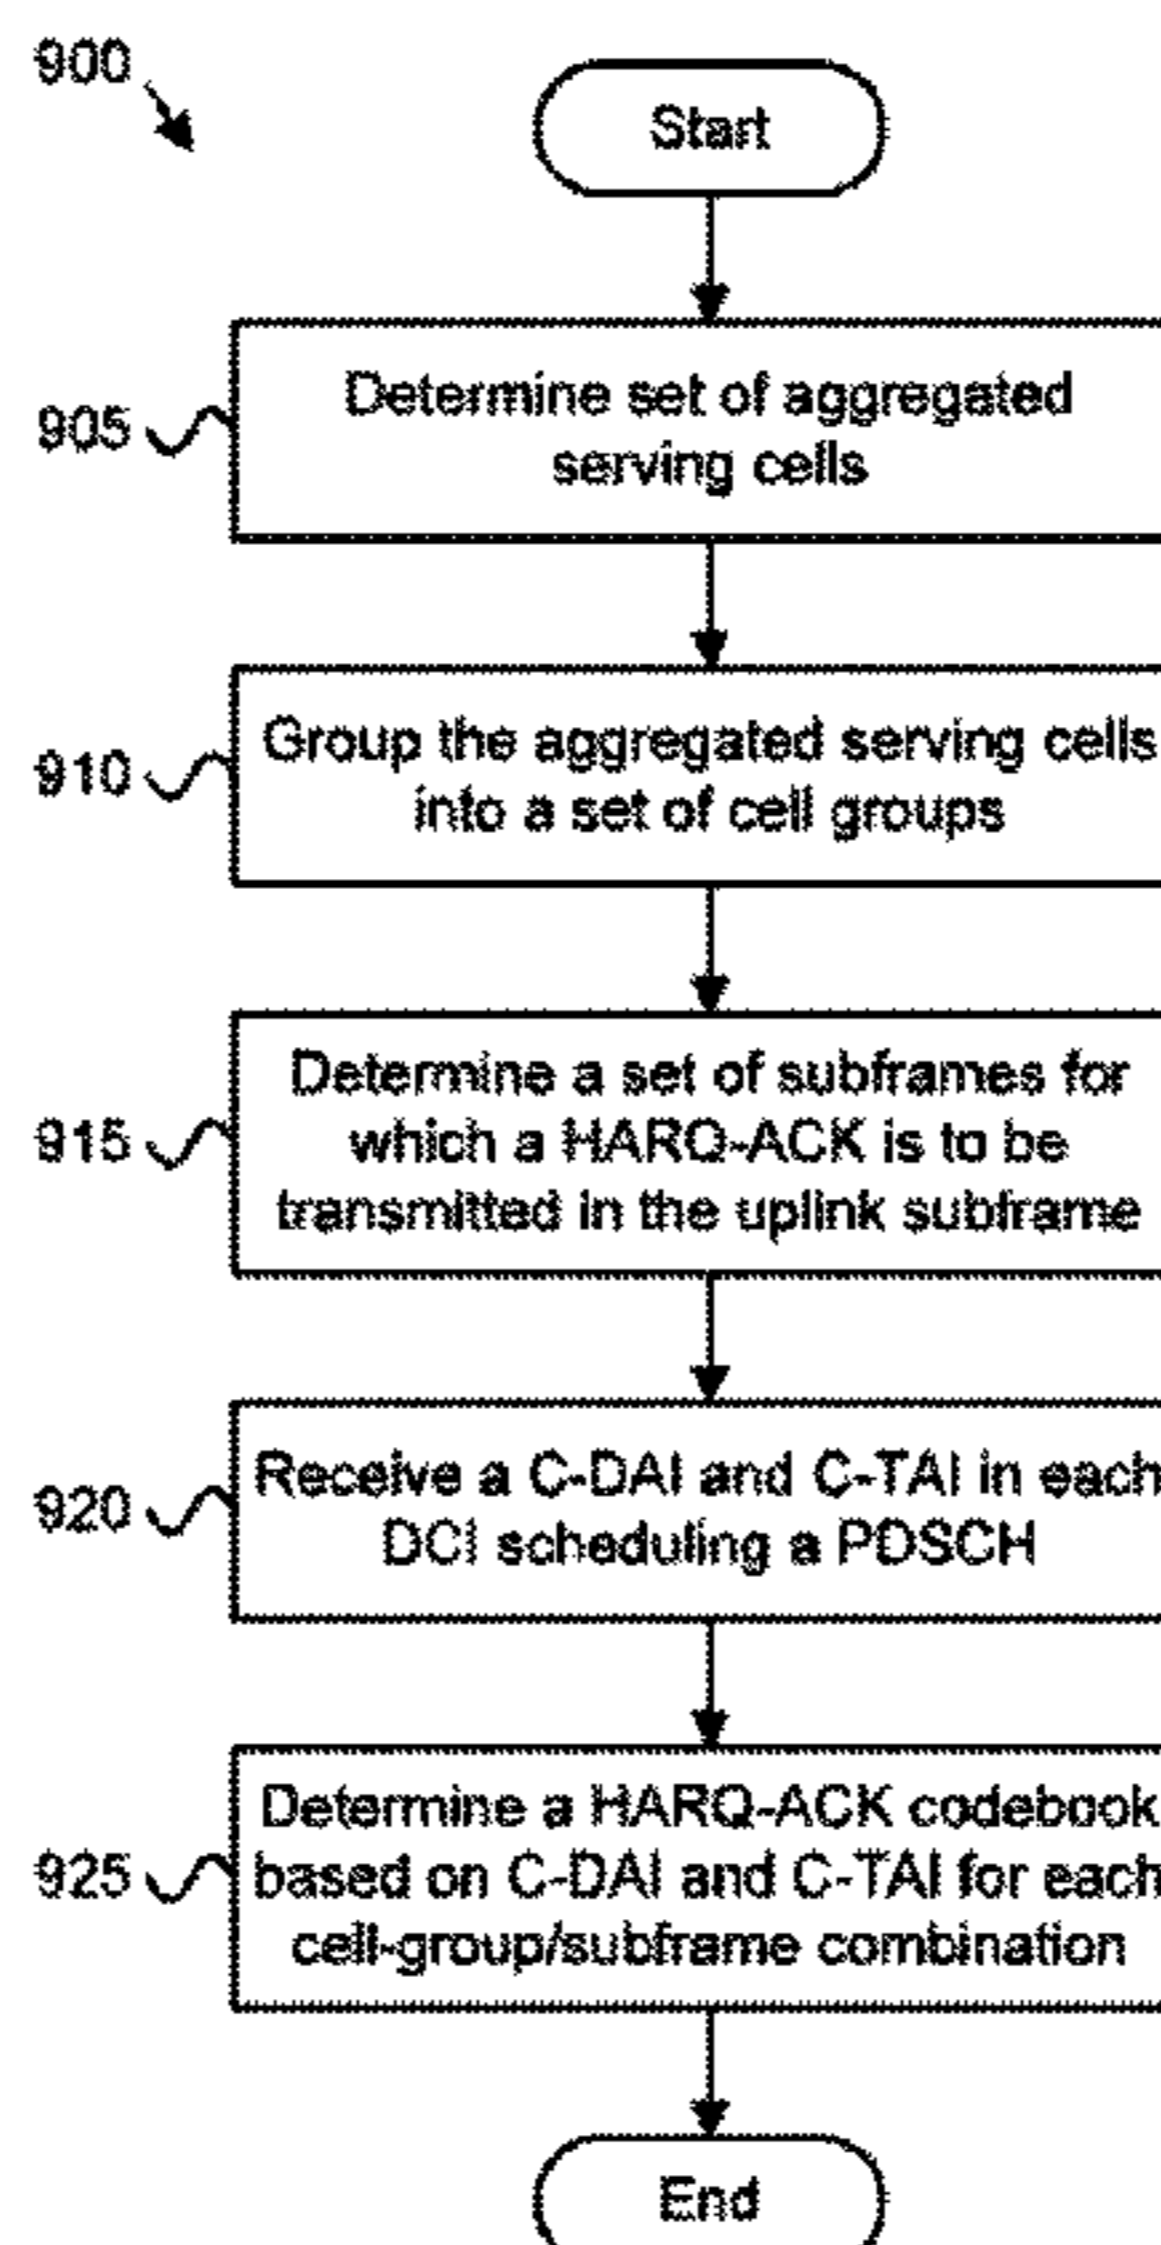 900
Start
905
Determine set of aggregated
serving cells
910
Group the aggregated serving cells
into a set of cell groups
915
Determine a set of subframes for
which a HARQ-ACK is to be
transmitted in the uplink subframe
920
Receive a C-DAI and C-TAI in each
DCI scheduling a PDSCH
925
Determine a HARQ-ACK codebook
based on C-DAI and C-TAI for each
cell-group/subframe combination
End